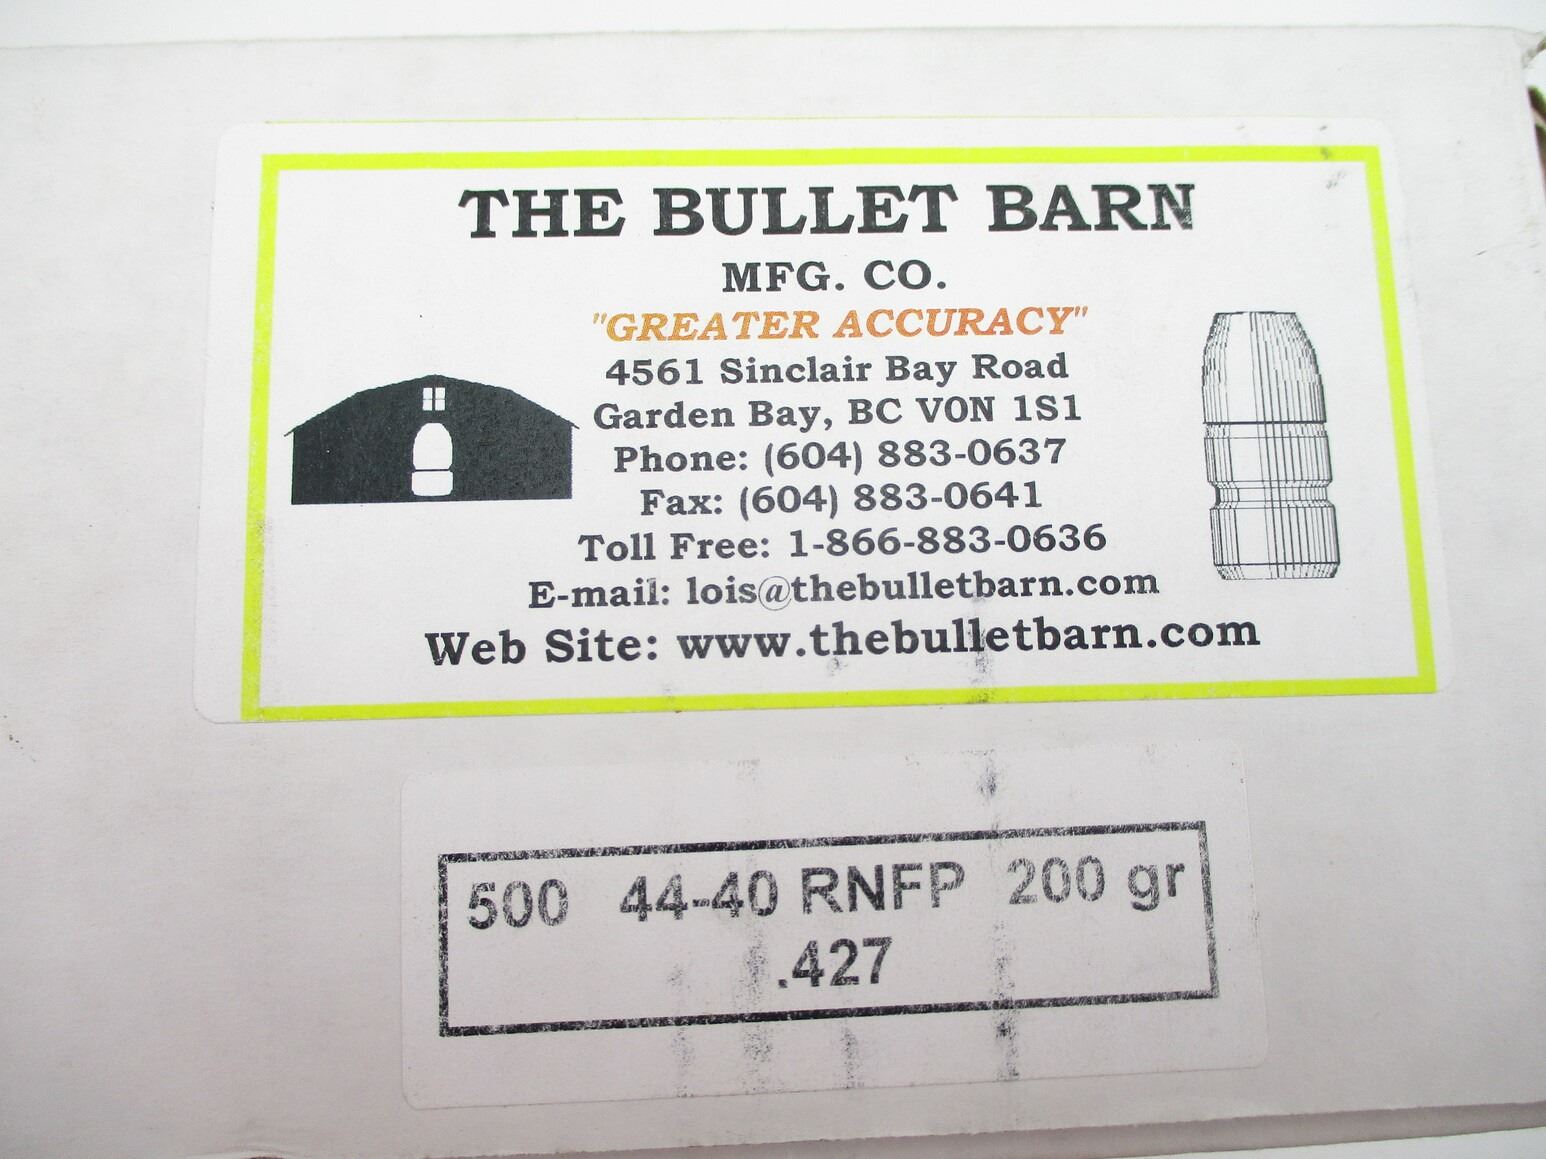 THE BULLET BARN
MFG. CO.
"GREATER ACCURACY"
4561 Sinclair Bay Road
Garden Bay, BC VON 1S1
Phone: (604) 883-0637
Fax: (604) 883-0641
Toll Free: 1-866-883-0636
E-mail: lois@thebulletbarn.com
Web Site: www.thebulletbarn.com
500 44-40 RNFP 200 gr
.427